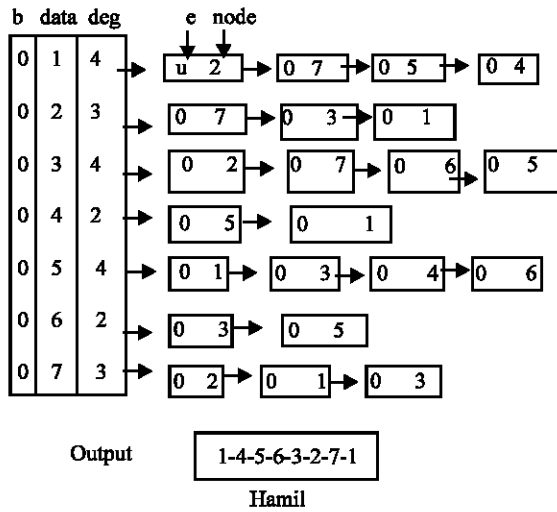 b data deg e node
0 1 4 u 2 0 7 0 5 0 4
0 2 3 0 7 0 3 0 1
0 3 4 0 2 0 7 0 6 0 5
0 4 2 0 5 0 1
0 5 4 0 1 0 3 0 4 0 6
0 6 2 0 3 0 5
0 7 3 0 2 0 1 0 3
Output 1-4-5-6-3-2-7-1
Hamil